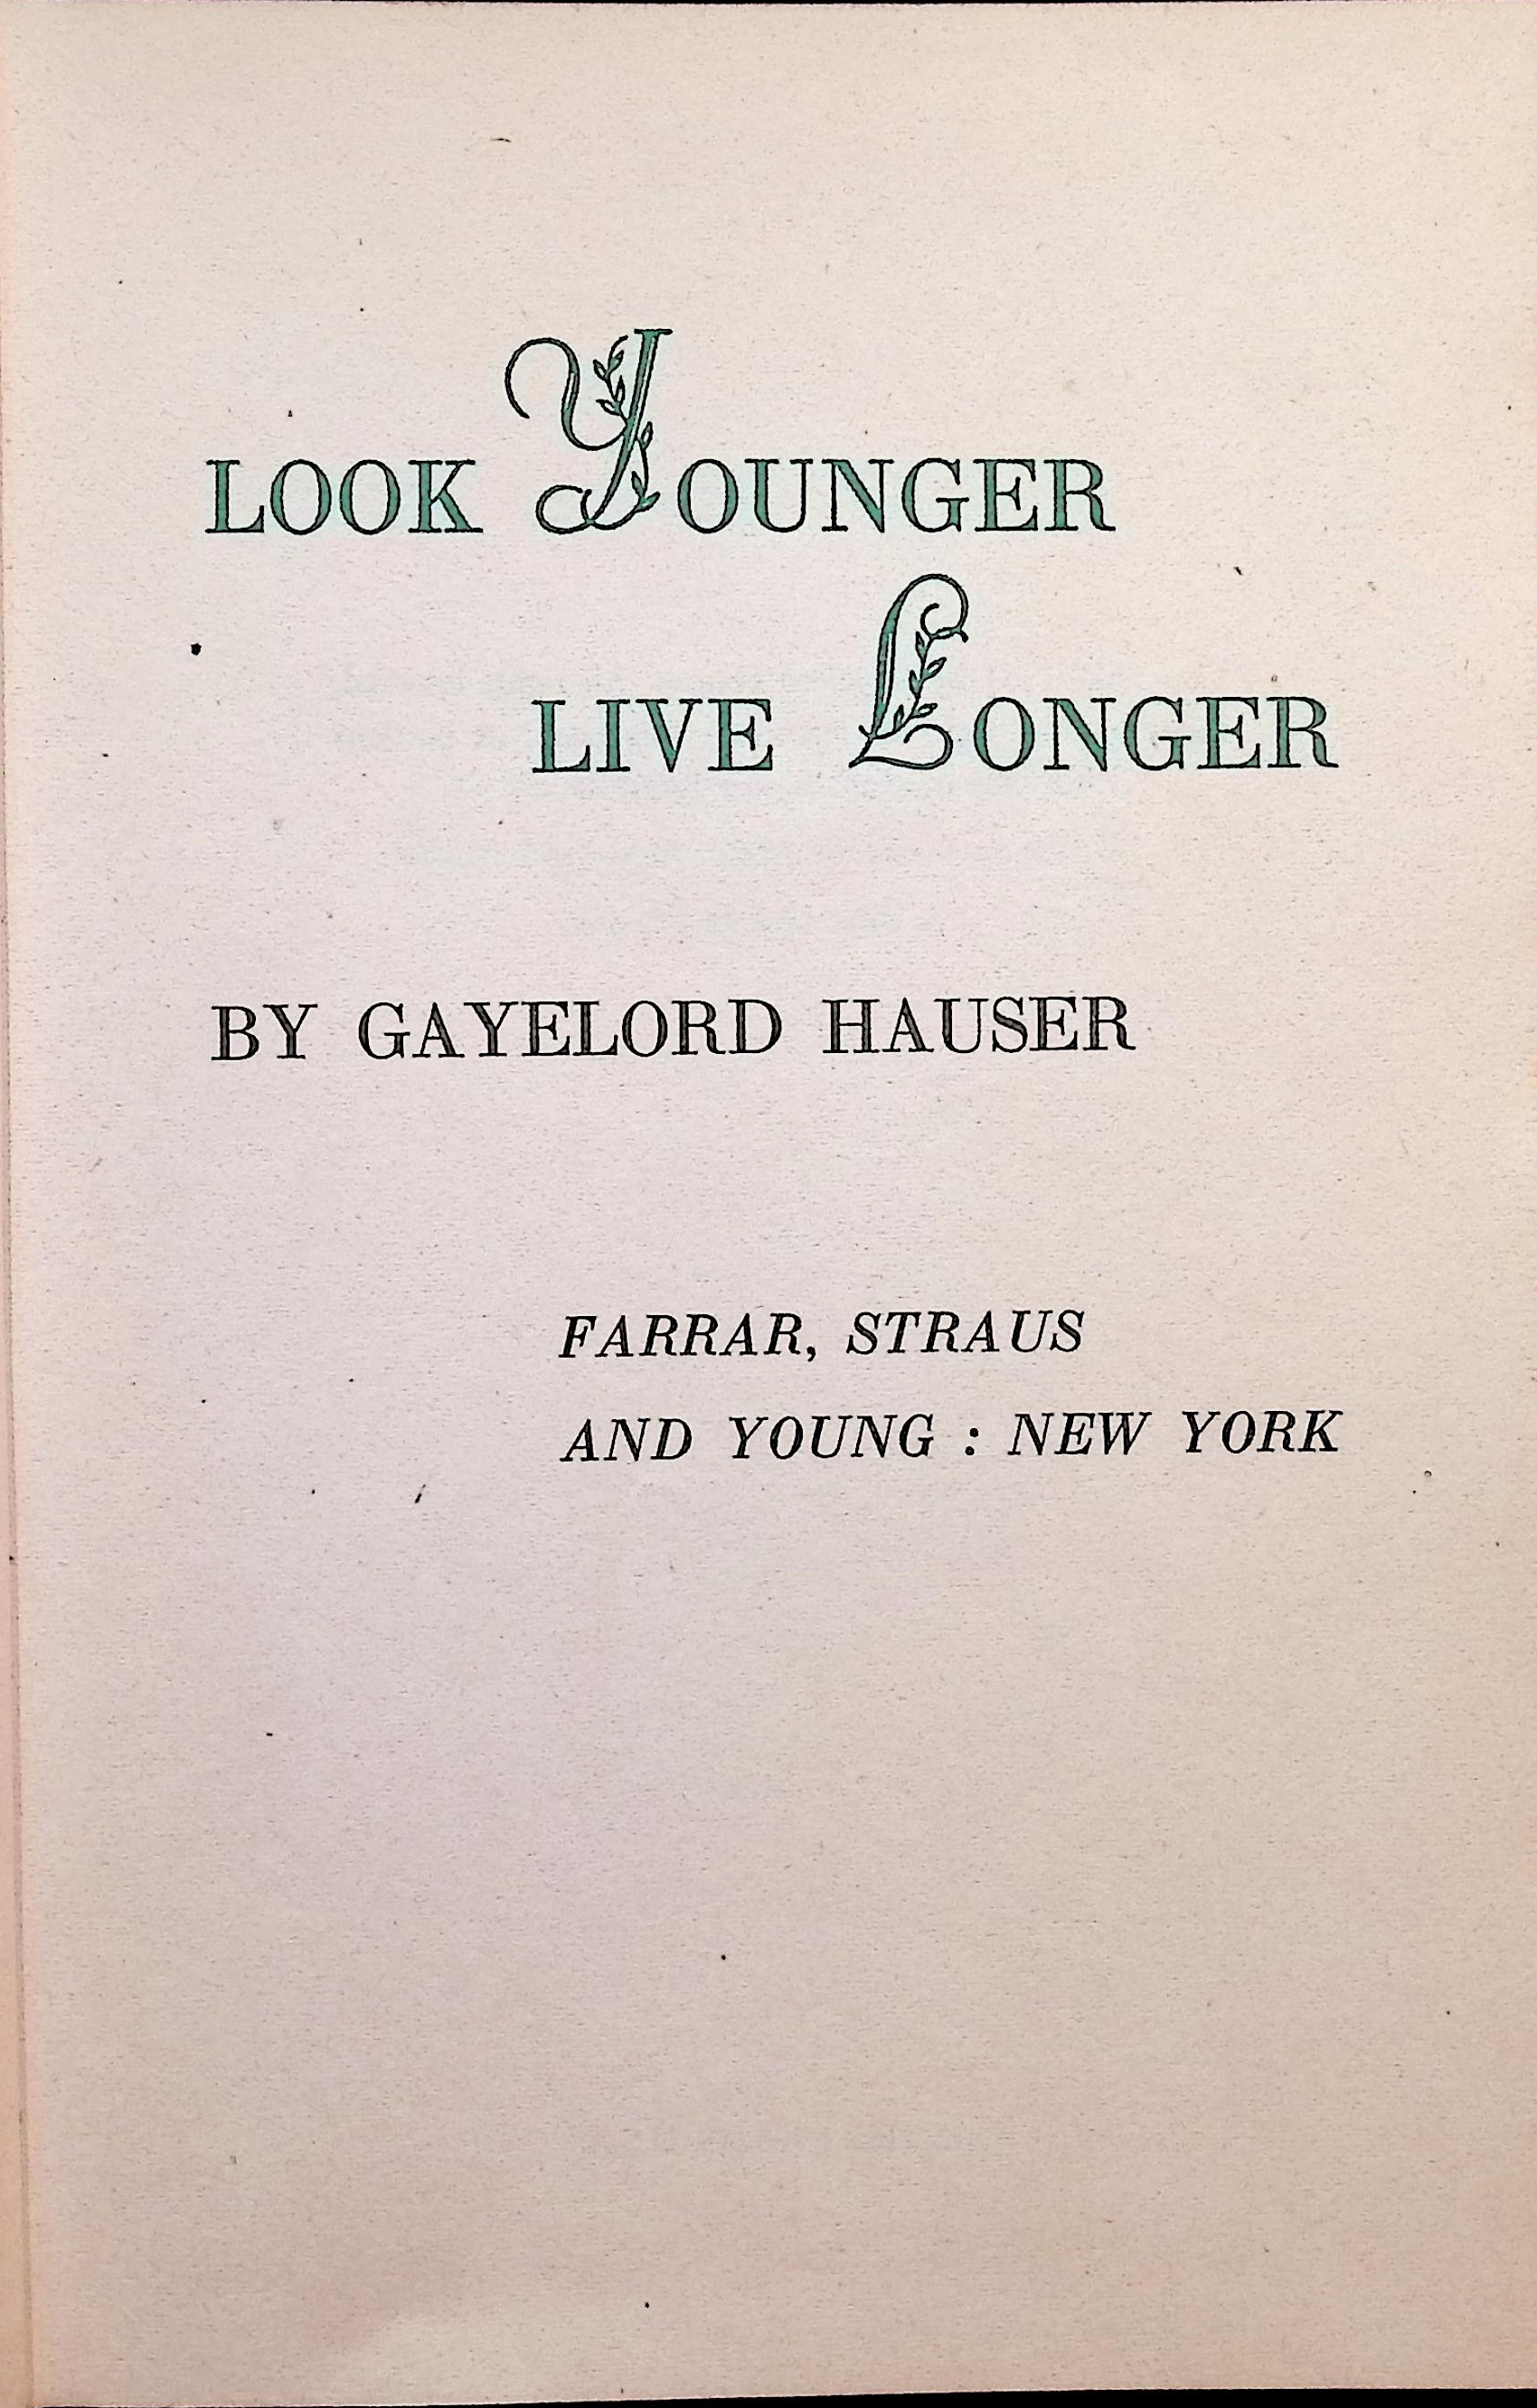 LOOK YOUNGER
LIVE LONGER
BY GAYELORD HAUSER
FARRAR, STRAUS
AND YOUNG : NEW YORK